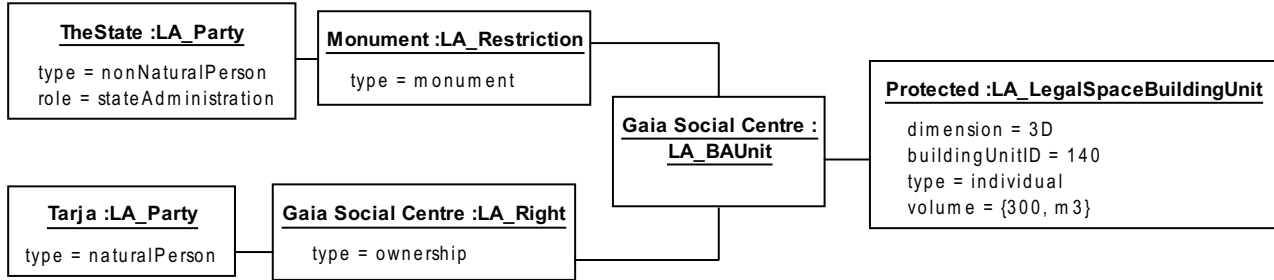 TheState :LA_Party
type = nonNaturalPerson
role = stateAdministration
Monument :LA_Restriction
type = monument
Gaia Social Centre :
LA_BAUnit
Protected :LA_LegalSpaceBuildingUnit
dimension = 3D
buildingUnitID = 140
type = individual
volume = {300, m3}
Tarja :LA_Party
type = naturalPerson
Gaia Social Centre :LA_Right
type = ownership